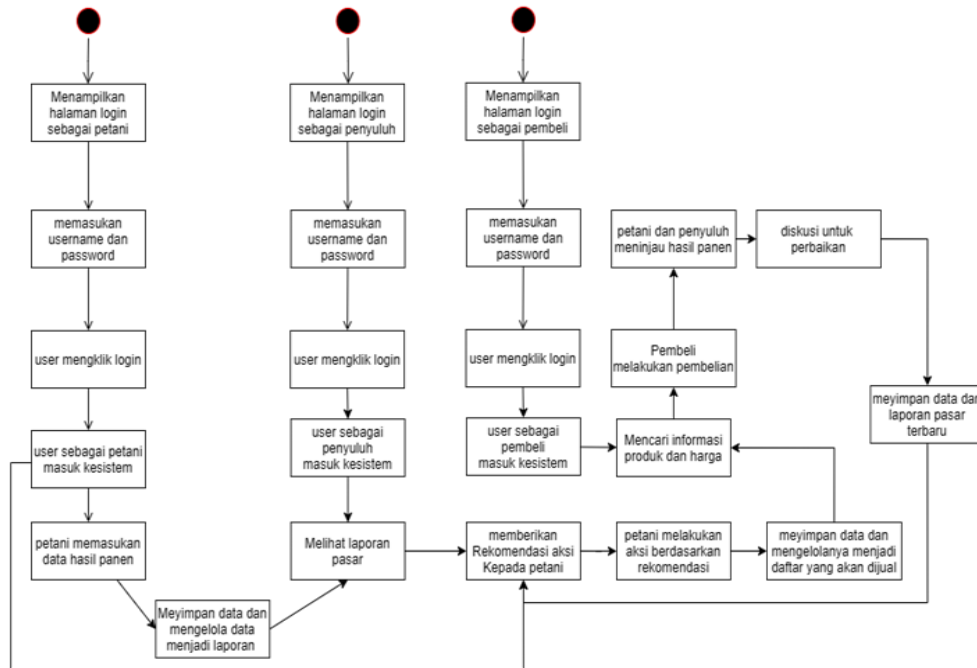 Menampilkan
halaman login
sebagai petani
Menampilkan
halaman login
sebagai penyuluh
Menampilkan
halaman login
sebagai pembeli
memasukan
username dan
password
memasukan
username dan
password
memasukan
username dan
password
petani dan penyuluh
meninjau hasil panen
diskusi untuk
perbaikan
user mengklik login
user mengklik login
user mengklik login
Pembeli
melakukan pembelian
meyimpan data dan
laporan pasar
terbaru
user sebagai petani
masuk kesistem
user sebagai
penyuluh
masuk kesistem
user sebagai
pembeli
masuk kesistem
Mencari informasi
produk dan harga
petani memasukan
data hasil panen
Melihat laporan
pasar
memberikan
Rekomendasi aksi
Kepada petani
petani melakukan
aksi berdasarkan
rekomendasi
meyimpan data dan
mengelolanya menjadi
daftar yang akan dijual
Meyimpan data dan
mengelola data
menjadi laporan